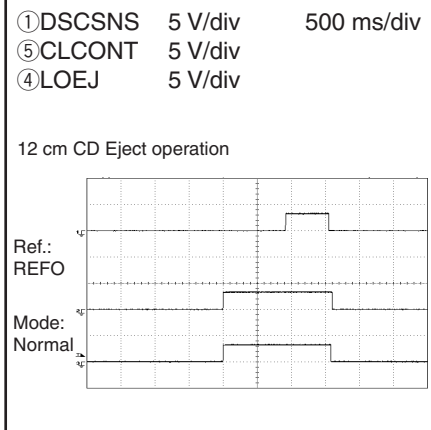 ①DSCSNS 5 V/div 500 ms/div
⑤CLCONT 5 V/div
④LOEJ 5 V/div
12 cm CD Eject operation
Ref.:
REFO
Mode:
Normal